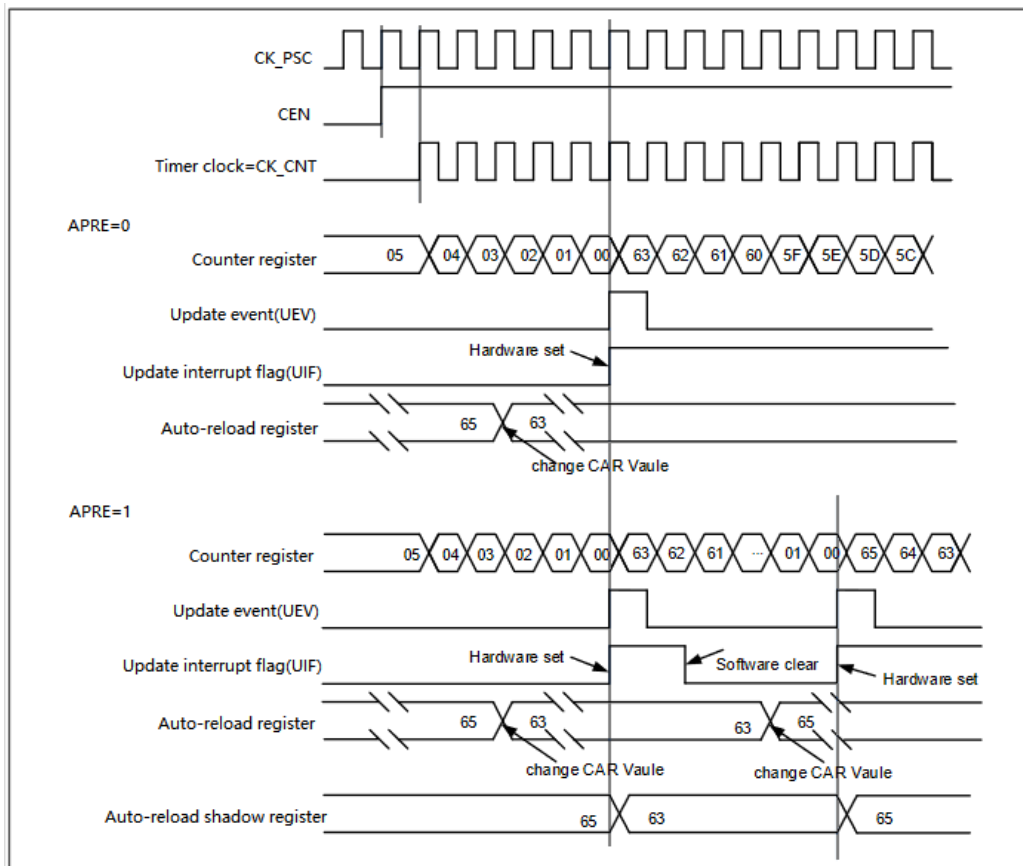 CK_PSC
CEN
Timer clock=CK_CNT
APRE=0
Counter register 05 04 03 02 01 00 63 62 61 60 5F 5E 5D 5C
Update event(UEV)
Hardware set
Update interrupt flag(UIF)
Auto-reload register 65 63
change CAR Vaule
APRE=1
Counter register 05 04 03 02 01 00 63 62 61 ... 01 00 65 64 63
Update event(UEV)
Update interrupt flag(UIF) Hardware set Software clear Hardware set
Auto-reload register 65 63 63 65
change CAR Vaule change CAR Vaule
Auto-reload shadow register 65 63 65